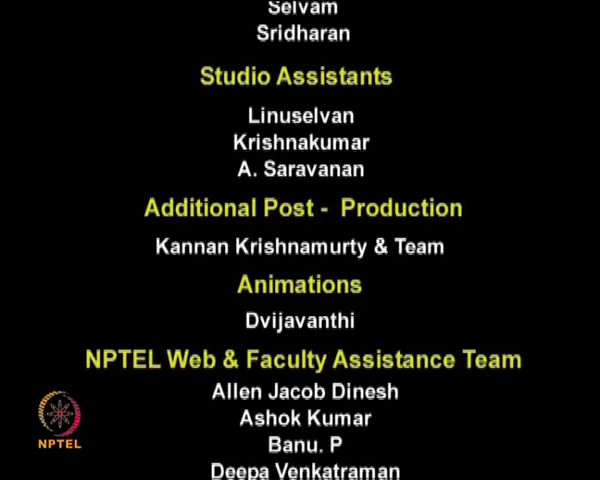 Selvam
Sridharan
Studio Assistants
Linuselvan
Krishnakumar
A. Saravanan
Additional Post - Production
Kannan Krishnamurty & Team
Animations
Dvijavanthi
NPTEL Web & Faculty Assistance Team
Allen Jacob Dinesh
Ashok Kumar
Banu. P
Deepa Venkatraman
NPTEL